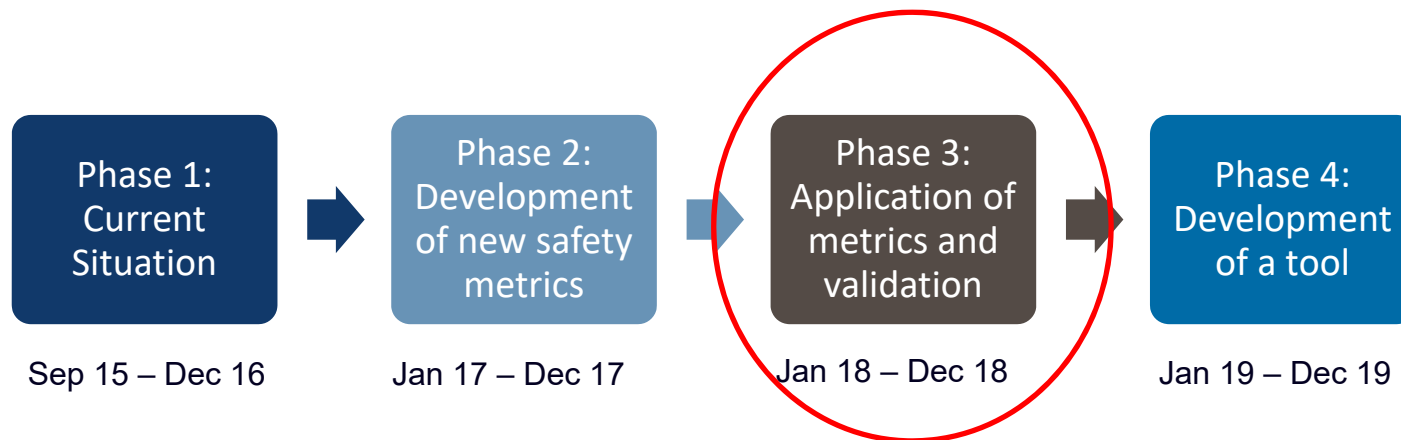 Phase 1:
Current
Situation
Phase 2:
Development
of new safety
metrics
Phase 3:
Application of
metrics and
validation
Phase 4:
Development
of a tool
Sep 15 – Dec 16
Jan 17 – Dec 17
Jan 18 – Dec 18
Jan 19 – Dec 19